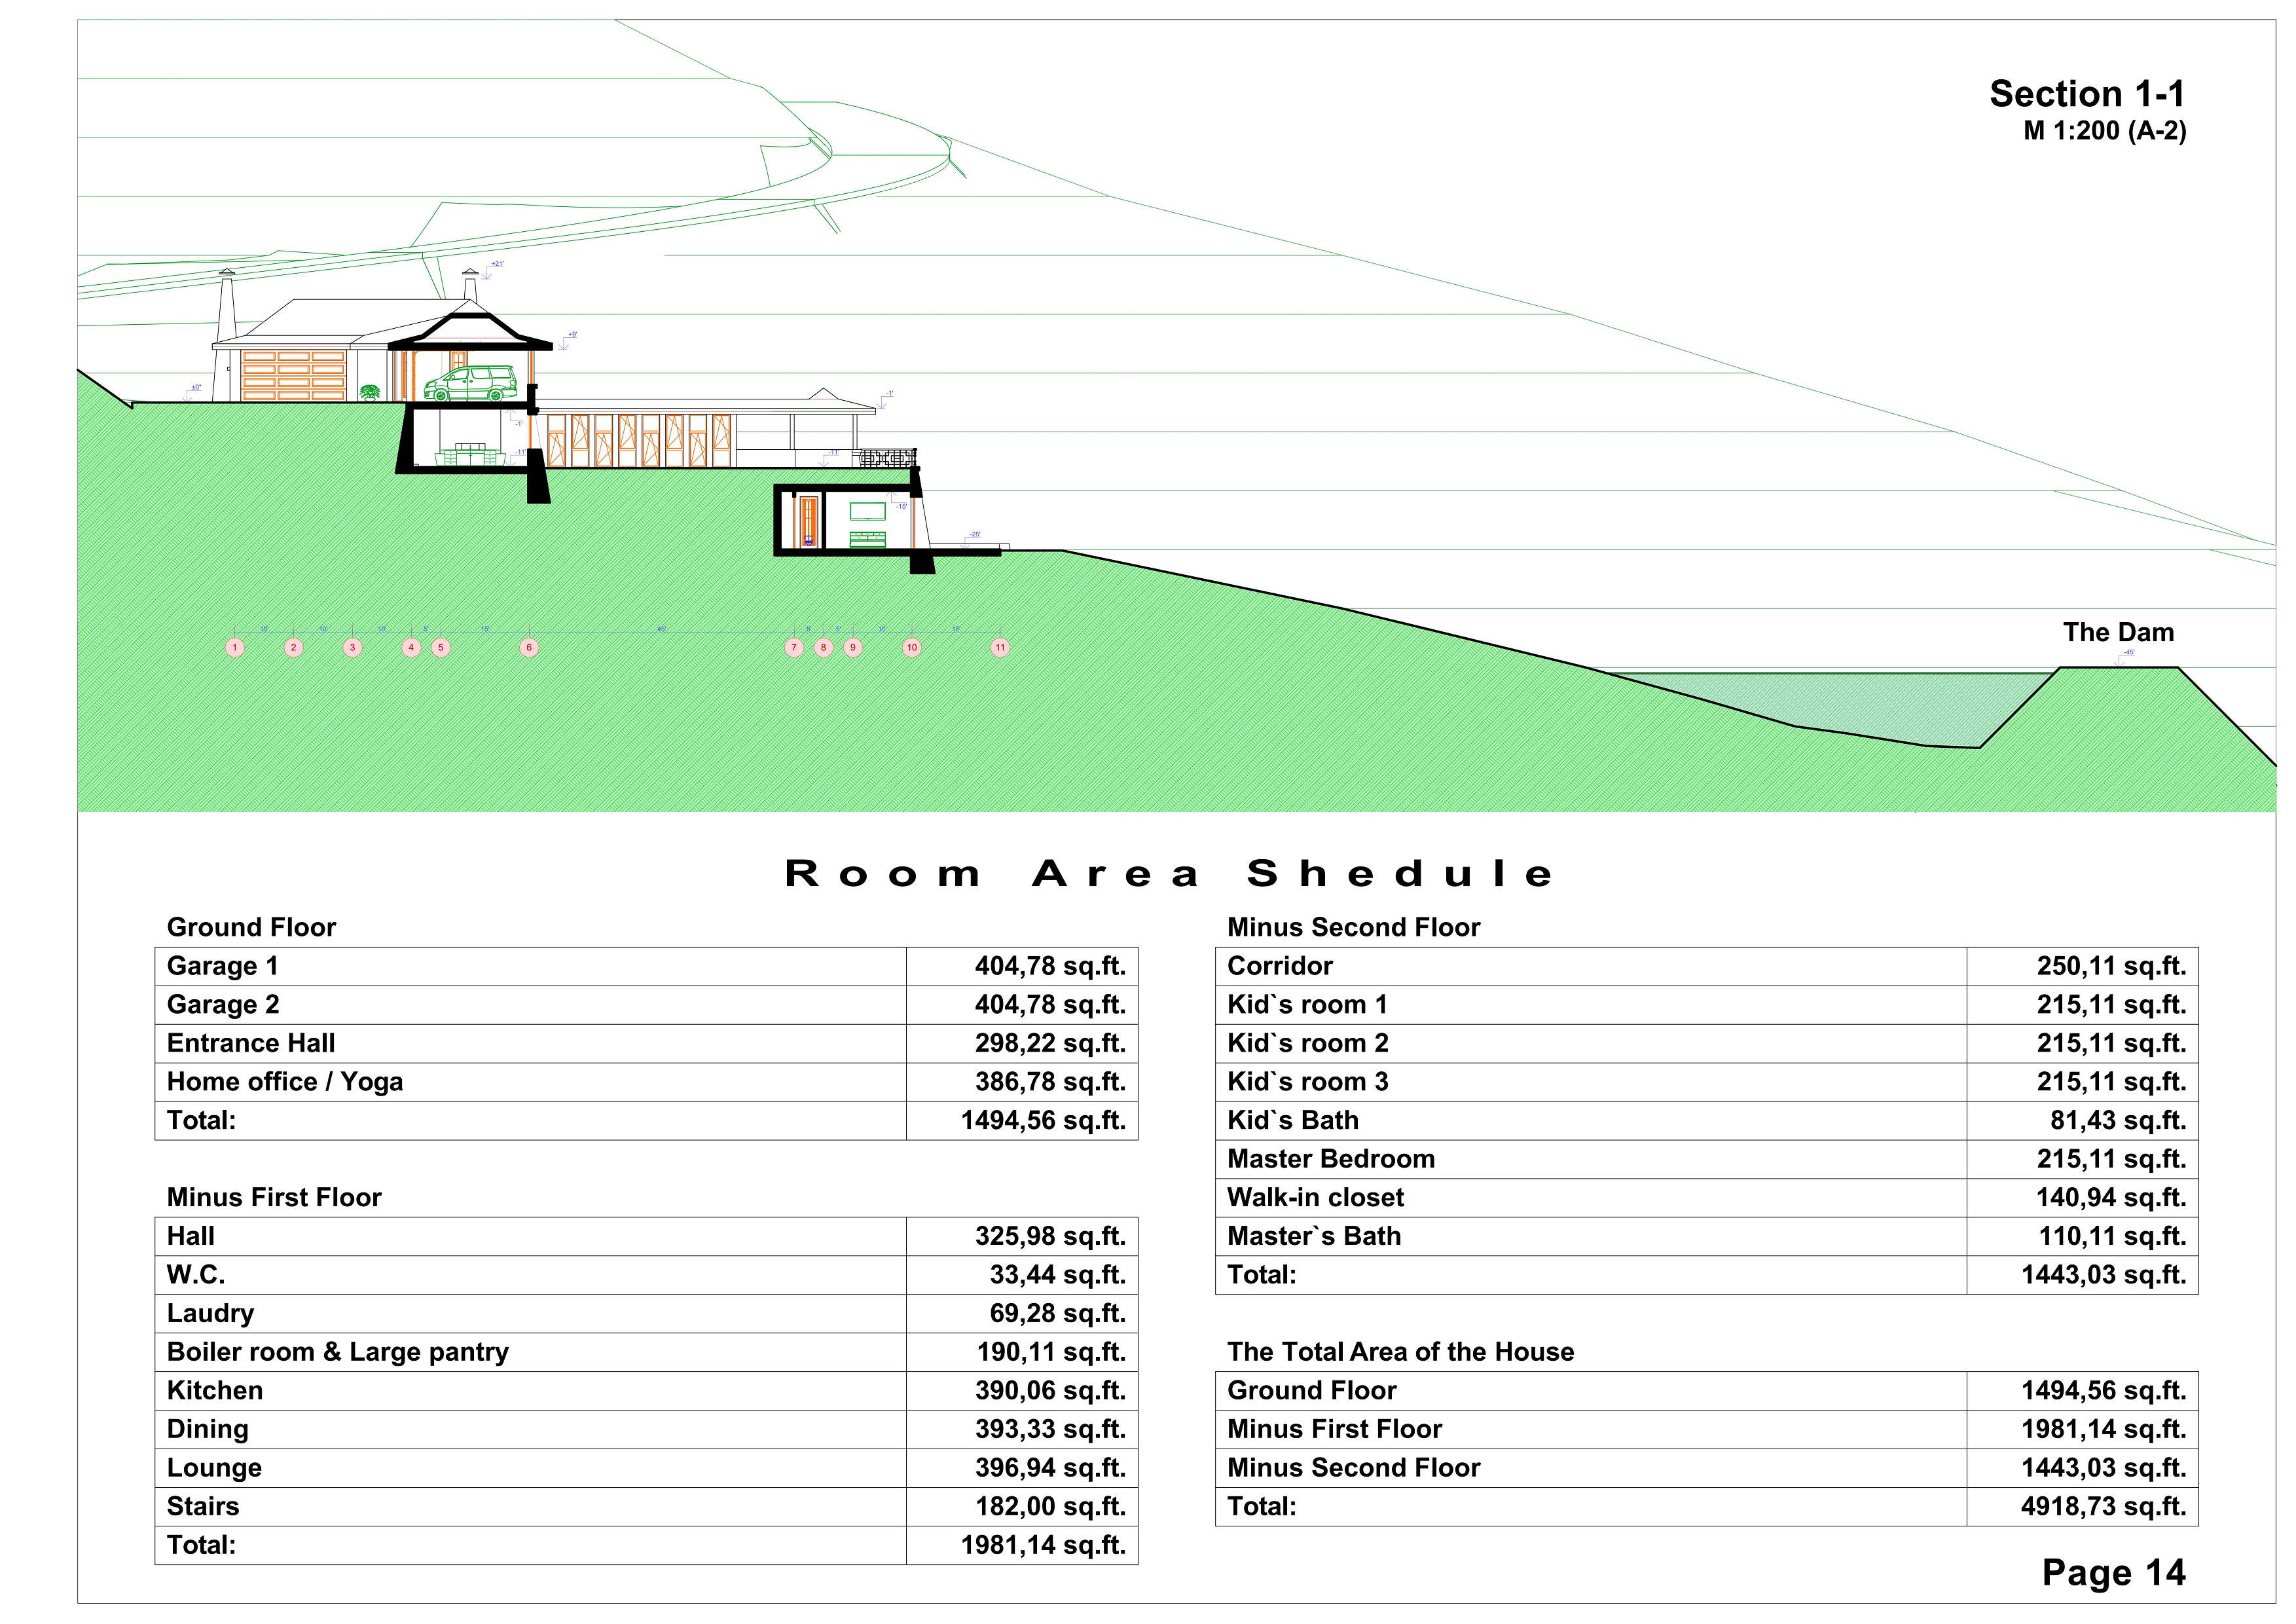 Section 1-1
M 1:200 (A-2)
+21'
+9'
±0"
-1'
-1'
-11'
-11'
-15'
-25'
10' 10' 10' 5' 15' 45' 5' 5' 10' 15'
1 2 3 4 5 6 7 8 9 10 11
The Dam
-45'
Room Area Shedule
Ground Floor
Garage 1 404,78 sq.ft.
Garage 2 404,78 sq.ft.
Entrance Hall 298,22 sq.ft.
Home office / Yoga 386,78 sq.ft.
Total: 1494,56 sq.ft.
Minus First Floor
Hall 325,98 sq.ft.
W.C. 33,44 sq.ft.
Laudry 69,28 sq.ft.
Boiler room & Large pantry 190,11 sq.ft.
Kitchen 390,06 sq.ft.
Dining 393,33 sq.ft.
Lounge 396,94 sq.ft.
Stairs 182,00 sq.ft.
Total: 1981,14 sq.ft.
Minus Second Floor
Corridor 250,11 sq.ft.
Kid`s room 1 215,11 sq.ft.
Kid`s room 2 215,11 sq.ft.
Kid`s room 3 215,11 sq.ft.
Kid`s Bath 81,43 sq.ft.
Master Bedroom 215,11 sq.ft.
Walk-in closet 140,94 sq.ft.
Master`s Bath 110,11 sq.ft.
Total: 1443,03 sq.ft.
The Total Area of the House
Ground Floor 1494,56 sq.ft.
Minus First Floor 1981,14 sq.ft.
Minus Second Floor 1443,03 sq.ft.
Total: 4918,73 sq.ft.
Page 14